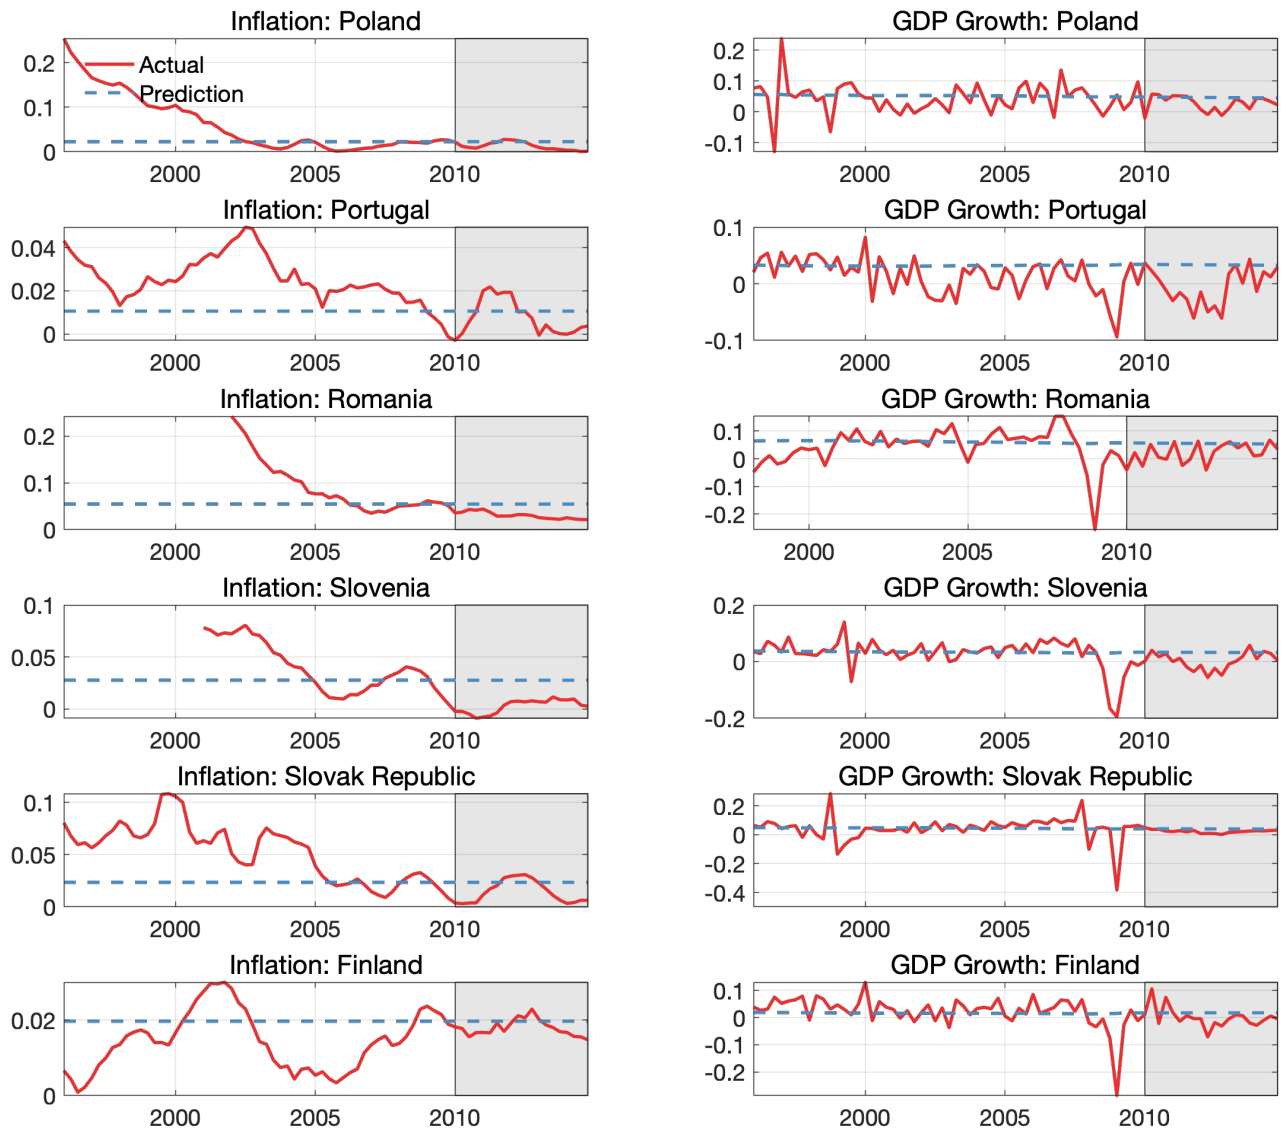 Inflation: Poland
0.2
0.1
0
Actual
Prediction
2000 2005 2010
GDP Growth: Poland
0.2
0.1
0
-0.1
2000 2005 2010
Inflation: Portugal
0.04
0.02
0
2000 2005 2010
GDP Growth: Portugal
0.1
0
-0.1
2000 2005 2010
Inflation: Romania
0.2
0.1
0
2000 2005 2010
GDP Growth: Romania
0.1
0
-0.1
-0.2
2000 2005 2010
Inflation: Slovenia
0.1
0.05
0
2000 2005 2010
GDP Growth: Slovenia
0.2
0
-0.2
2000 2005 2010
Inflation: Slovak Republic
0.1
0.05
0
2000 2005 2010
GDP Growth: Slovak Republic
0.2
0
-0.2
-0.4
2000 2005 2010
Inflation: Finland
0.02
0
2000 2005 2010
GDP Growth: Finland
0.1
0
-0.1
-0.2
2000 2005 2010